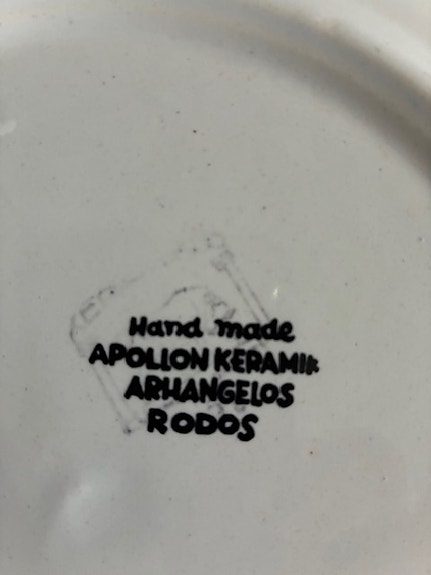 Hand made
APOLLON KERAMIK
ARHANGELOS
RODOS